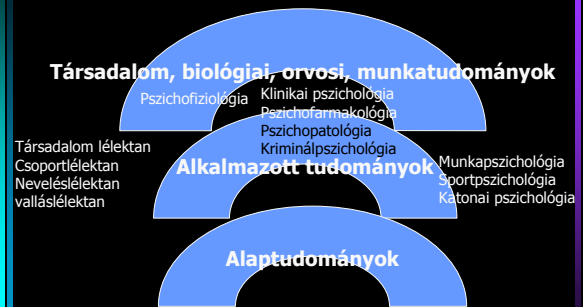 Társadalom, biológiai, orvosi, munkatudományok
Pszichofiziológia
Klinikai pszichológia
Pszichofarmakológia
Pszichopatológia
Kriminálpszichológia
Társadalom lélektan
Csoportlélektan
Neveléslélektan
valláslélektan
Alkalmazott tudományok
Munkapszichológia
Sportpszichológia
Katonai pszichológia
Alaptudományok